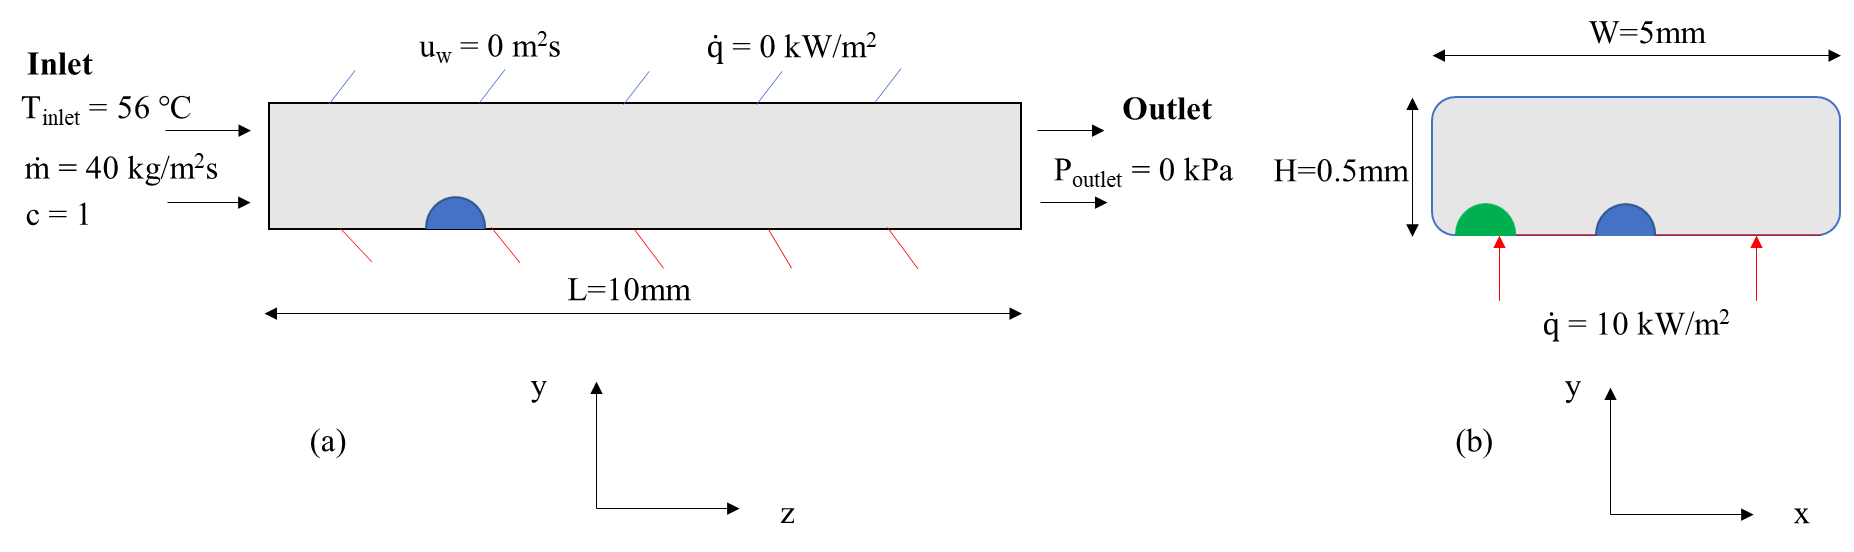 Inlet
T_inlet = 56 ℃
ṁ = 40 kg/m²s
c = 1
u_w = 0 m²s
q̇ = 0 kW/m²
Outlet
P_outlet = 0 kPa
L=10mm
y
z
(a)
W=5mm
H=0.5mm
q̇ = 10 kW/m²
y
x
(b)